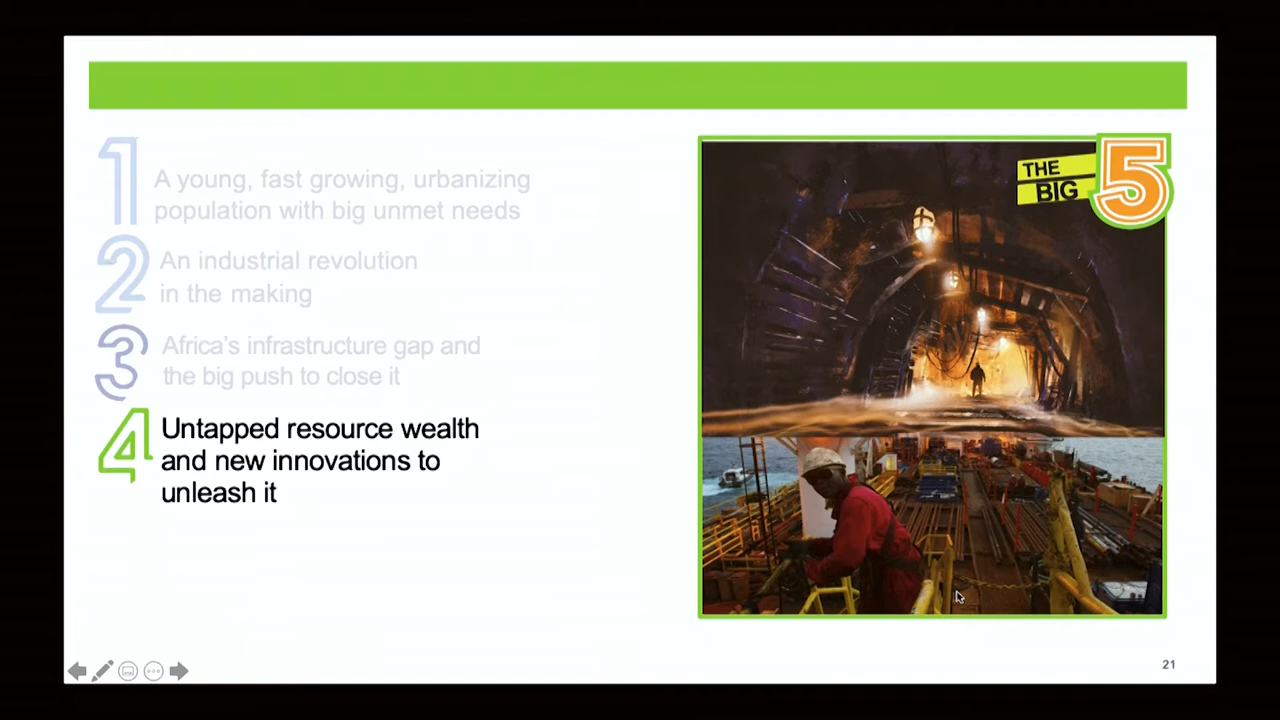 1
A young, fast growing, urbanizing
population with big unmet needs
2
An industrial revolution
in the making
3
Africa's infrastructure gap and
the big push to close it
4
Untapped resource wealth
and new innovations to
unleash it
THE
BIG
5
21